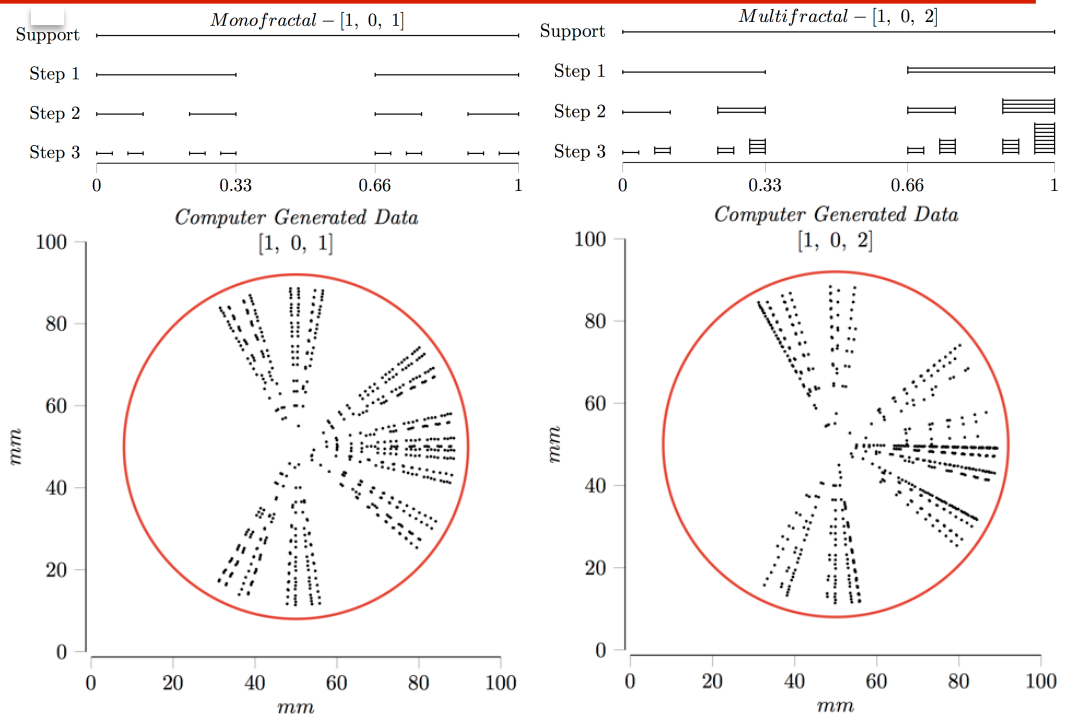 Monofractal – [1, 0, 1]
Support
Step 1
Step 2
Step 3
0 0.33 0.66 1
Multifractal – [1, 0, 2]
Support
Step 1
Step 2
Step 3
0 0.33 0.66 1
Computer Generated Data
[1, 0, 1]
100
80
60
40
20
0
mm
0 20 40 60 80 100
mm
Computer Generated Data
[1, 0, 2]
100
80
60
40
20
0
mm
0 20 40 60 80 100
mm